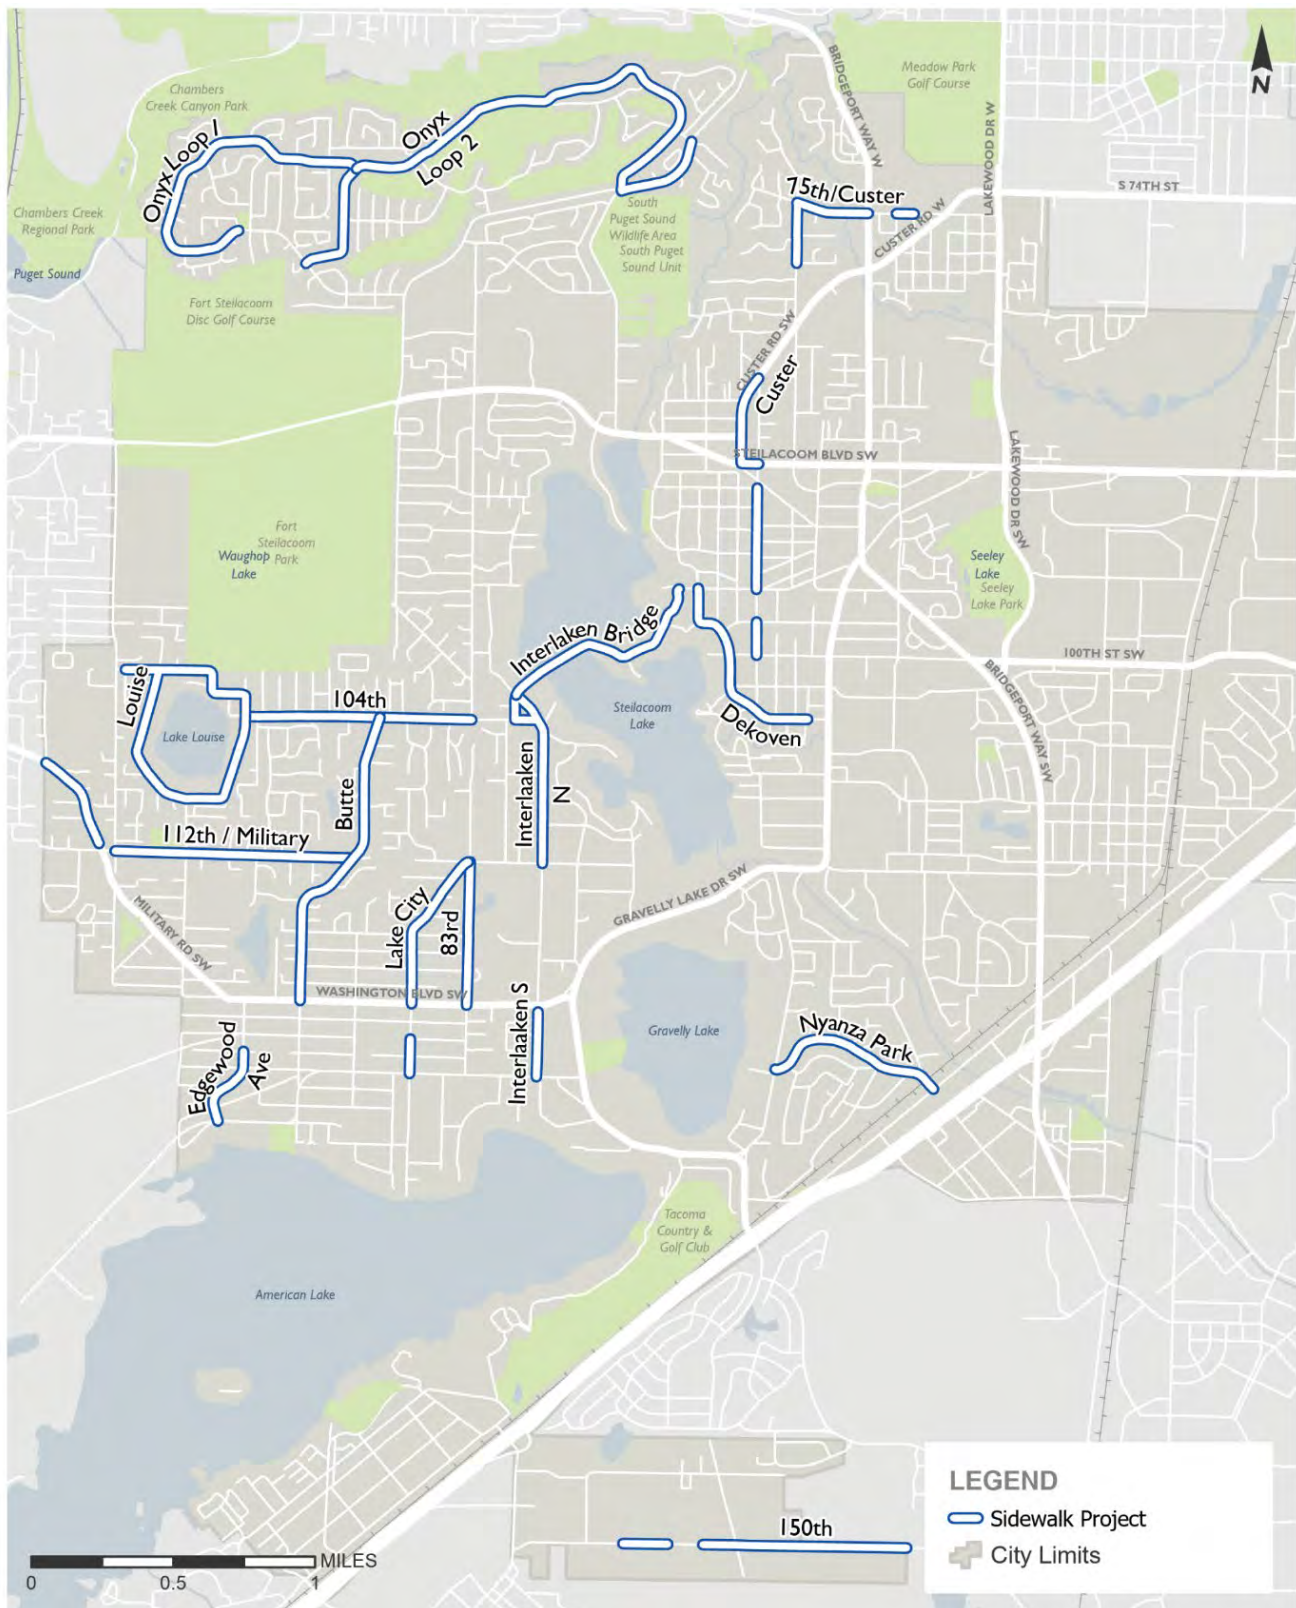 N
Meadow Park
Golf Course
BRIDGEPORT WAY W
LAKEWOOD DR W
Chambers
Creek Canyon Park
Onyx Loop 1
Onyx
Loop 2
S 74TH ST
75th/Custer
CUSTER RD W
Chambers Creek
Regional Park
South
Puget Sound
Wildlife Area
South Puget
Sound Unit
Puget Sound
Fort Steilacoom
Disc Golf Course
CUSTER RD SW
Custer
STEILACOOM BLVD SW
LAKEWOOD DR SW
Fort
Steilacoom
Park
Waughop
Lake
Seeley
Lake
Seeley
Lake Park
Interlaken Bridge
100TH ST SW
BRIDGEPORT WAY SW
Louise
104th
Steilacoom
Lake
Dekoven
Lake Louise
Butte
Interlaaken
N
112th / Military
GRAVELLY LAKE DR SW
Lake City
83rd
MILITARY RD SW
WASHINGTON BLVD SW
Interlaaken S
Gravelly Lake
Nyanza Park
Edgewood
Ave
Tacoma
Country &
Golf Club
American Lake
LEGEND
Sidewalk Project
City Limits
150th
MILES
0 0.5 1